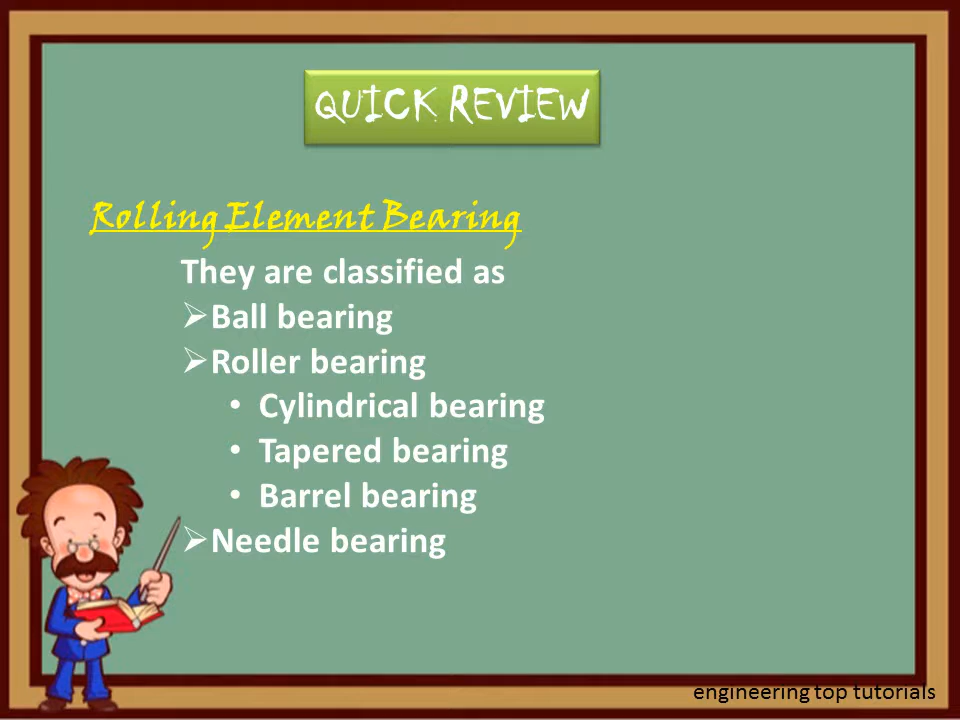 QUICK REVIEW
Rolling Element Bearing
They are classified as
➢Ball bearing
➢Roller bearing
• Cylindrical bearing
• Tapered bearing
• Barrel bearing
➢Needle bearing
engineering top tutorials